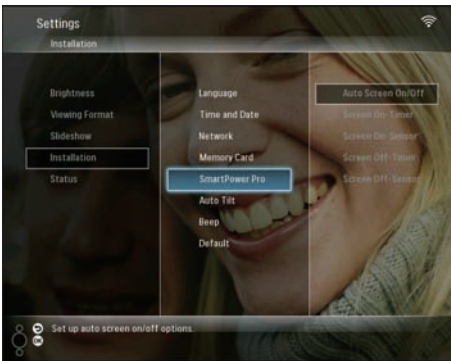 Settings
Installation
Brightness
Viewing Format
Slideshow
Installation
Status
Language
Time and Date
Network
Memory Card
SmartPower Pro
Auto Tilt
Beep
Default
Auto Screen On/Off
Screen On-Timer
Screen On-Sensor
Screen Off-Timer
Screen Off-Sensor
OK
Set up auto screen on/off options.